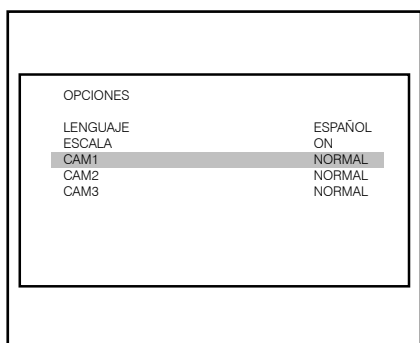 OPCIONES
LENGUAJE ESPAÑOL
ESCALA ON
CAM1 NORMAL
CAM2 NORMAL
CAM3 NORMAL